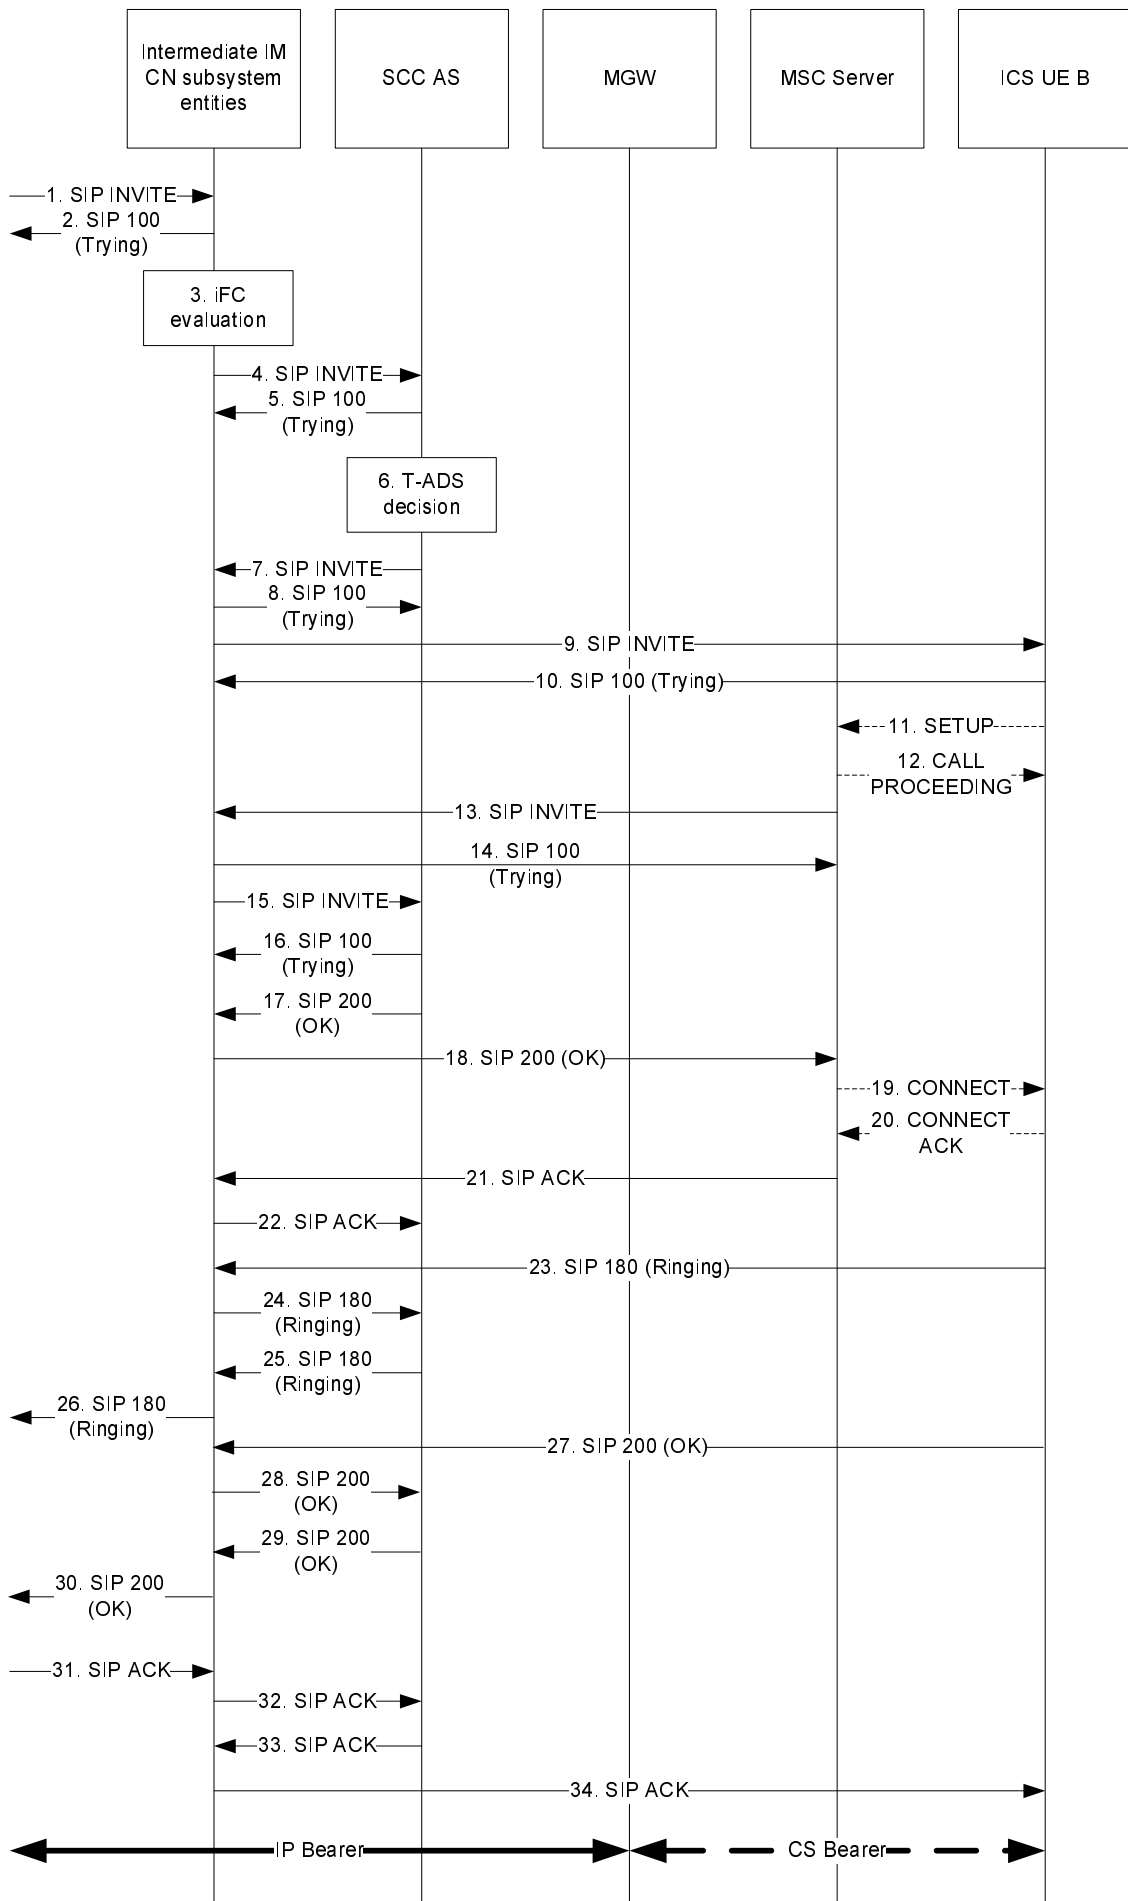 Intermediate IM
CN subsystem
entities
SCC AS
MGW
MSC Server
ICS UE B
1. SIP INVITE
2. SIP 100
(Trying)
3. iFC
evaluation
4. SIP INVITE
5. SIP 100
(Trying)
6. T-ADS
decision
7. SIP INVITE
8. SIP 100
(Trying)
9. SIP INVITE
10. SIP 100 (Trying)
11. SETUP
12. CALL
PROCEEDING
13. SIP INVITE
14. SIP 100
(Trying)
15. SIP INVITE
16. SIP 100
(Trying)
17. SIP 200
(OK)
18. SIP 200 (OK)
19. CONNECT
20. CONNECT
ACK
21. SIP ACK
22. SIP ACK
23. SIP 180 (Ringing)
24. SIP 180
(Ringing)
25. SIP 180
(Ringing)
26. SIP 180
(Ringing)
27. SIP 200 (OK)
28. SIP 200
(OK)
29. SIP 200
(OK)
30. SIP 200
(OK)
31. SIP ACK
32. SIP ACK
33. SIP ACK
34. SIP ACK
IP Bearer
CS Bearer